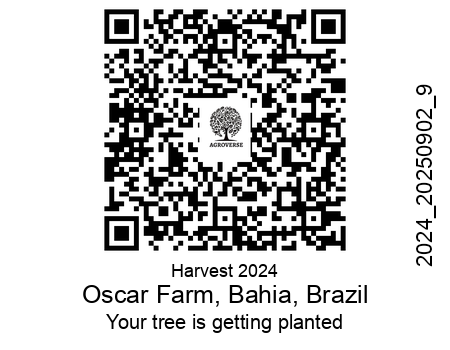 AGROVERSE
Harvest 2024
Oscar Farm, Bahia, Brazil
Your tree is getting planted
2024_20250902_9